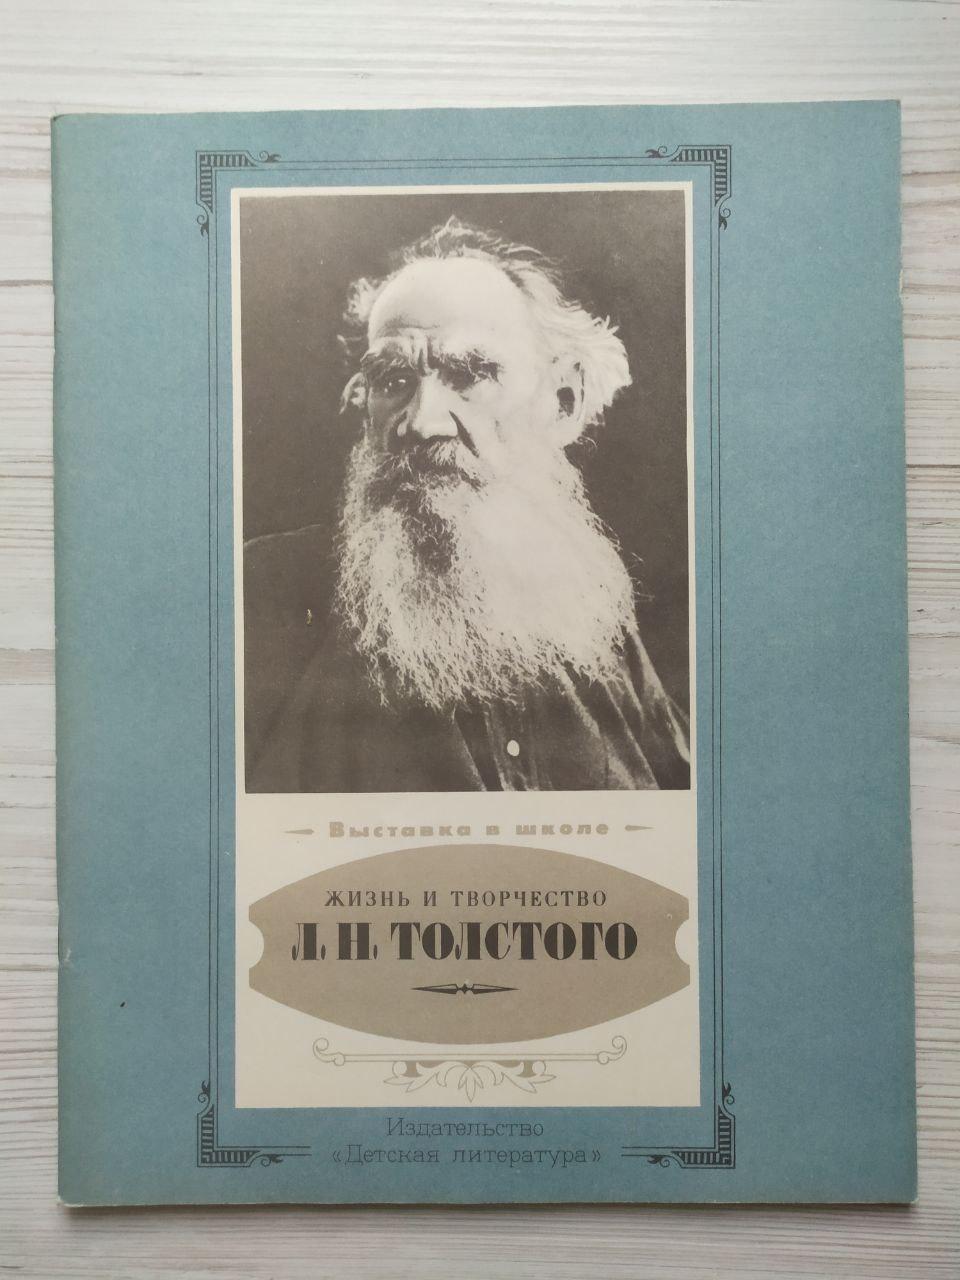 Выставка в школе
ЖИЗНЬ И ТВОРЧЕСТВО
Л. Н. ТОЛСТОГО
Издательство
«Детская литература»